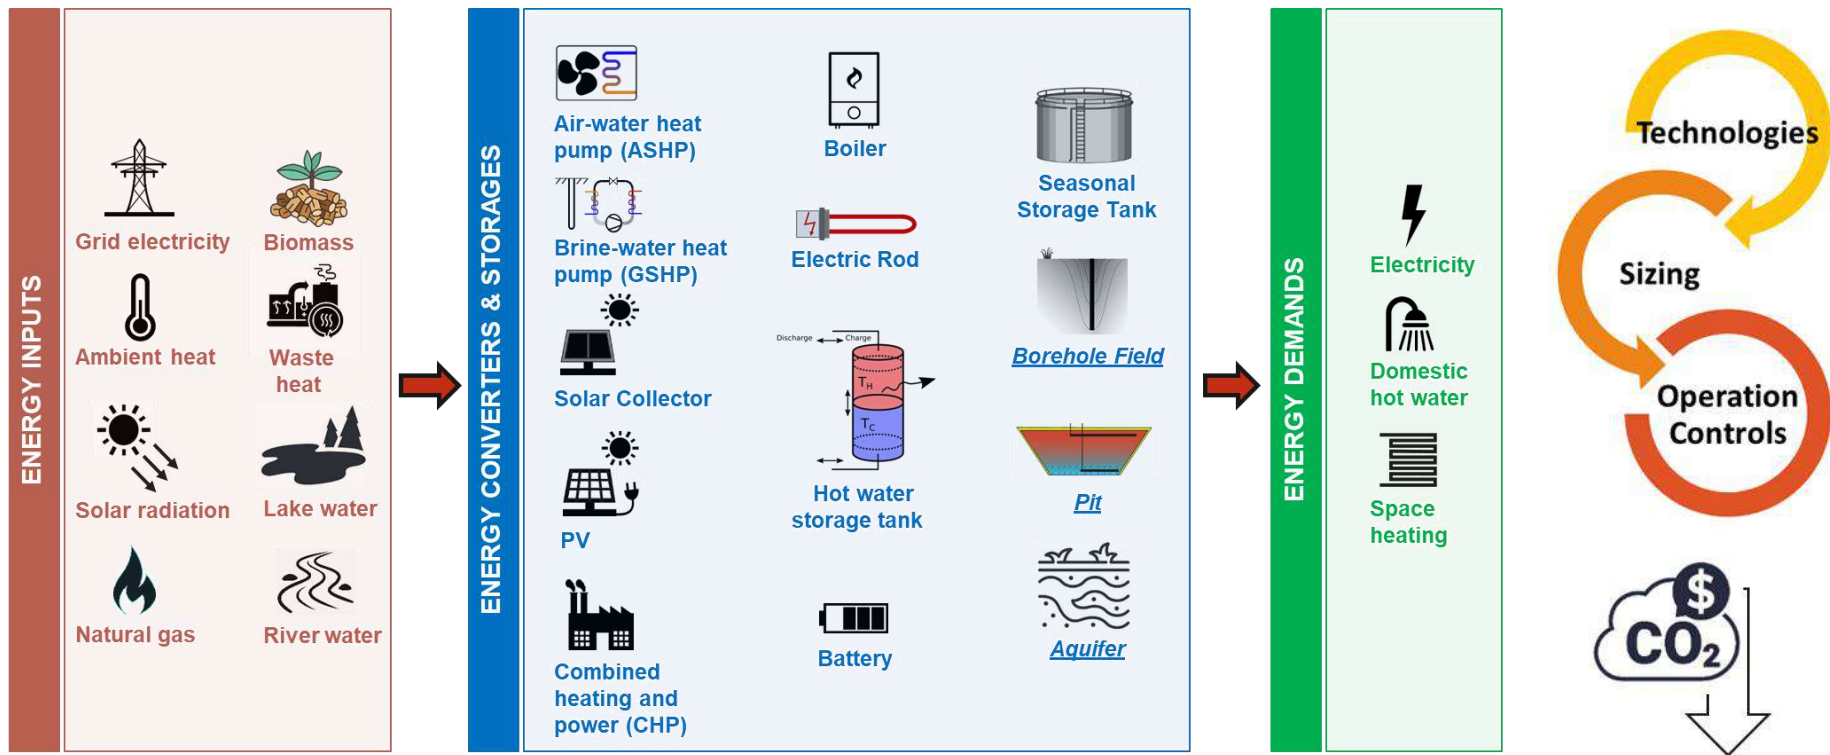 ENERGY INPUTS
Grid electricity
Biomass
Ambient heat
Waste
heat
Solar radiation
Lake water
Natural gas
River water
ENERGY CONVERTERS & STORAGES
Air-water heat
pump (ASHP)
Brine-water heat
pump (GSHP)
Solar Collector
PV
Combined
heating and
power (CHP)
Boiler
Electric Rod
Discharge
Charge
TH
TC
Hot water
storage tank
Battery
Seasonal
Storage Tank
Borehole Field
Pit
Aquifer
ENERGY DEMANDS
Electricity
Domestic
hot water
Space
heating
Technologies
Sizing
Operation
Controls
$
CO2